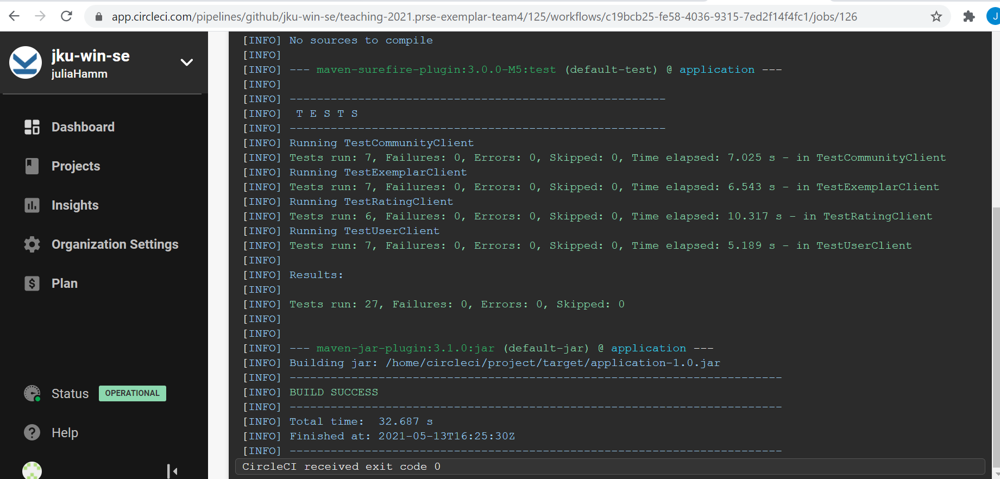 app.circleci.com/pipelines/github/jku-win-se/teaching-2021.prse-exemplar-team4/125/workflows/c19bcb25-fe58-4036-9315-7ed2f14f4fc1/jobs/126
J
jku-win-se
juliaHamm
Dashboard
Projects
Insights
Organization Settings
Plan
Status OPERATIONAL
Help
[INFO] No sources to compile
[INFO]
[INFO] --- maven-surefire-plugin:3.0.0-M5:test (default-test) @ application ---
[INFO]
[INFO] -------------------------------------------------------
[INFO]  T E S T S
[INFO] -------------------------------------------------------
[INFO] Running TestCommunityClient
[INFO] Tests run: 7, Failures: 0, Errors: 0, Skipped: 0, Time elapsed: 7.025 s - in TestCommunityClient
[INFO] Running TestExemplarClient
[INFO] Tests run: 7, Failures: 0, Errors: 0, Skipped: 0, Time elapsed: 6.543 s - in TestExemplarClient
[INFO] Running TestRatingClient
[INFO] Tests run: 6, Failures: 0, Errors: 0, Skipped: 0, Time elapsed: 10.317 s - in TestRatingClient
[INFO] Running TestUserClient
[INFO] Tests run: 7, Failures: 0, Errors: 0, Skipped: 0, Time elapsed: 5.189 s - in TestUserClient
[INFO]
[INFO] Results:
[INFO]
[INFO] Tests run: 27, Failures: 0, Errors: 0, Skipped: 0
[INFO]
[INFO]
[INFO] --- maven-jar-plugin:3.1.0:jar (default-jar) @ application ---
[INFO] Building jar: /home/circleci/project/target/application-1.0.jar
[INFO] ------------------------------------------------------------------------
[INFO] BUILD SUCCESS
[INFO] ------------------------------------------------------------------------
[INFO] Total time:  32.687 s
[INFO] Finished at: 2021-05-13T16:25:30Z
[INFO] ------------------------------------------------------------------------
CircleCI received exit code 0